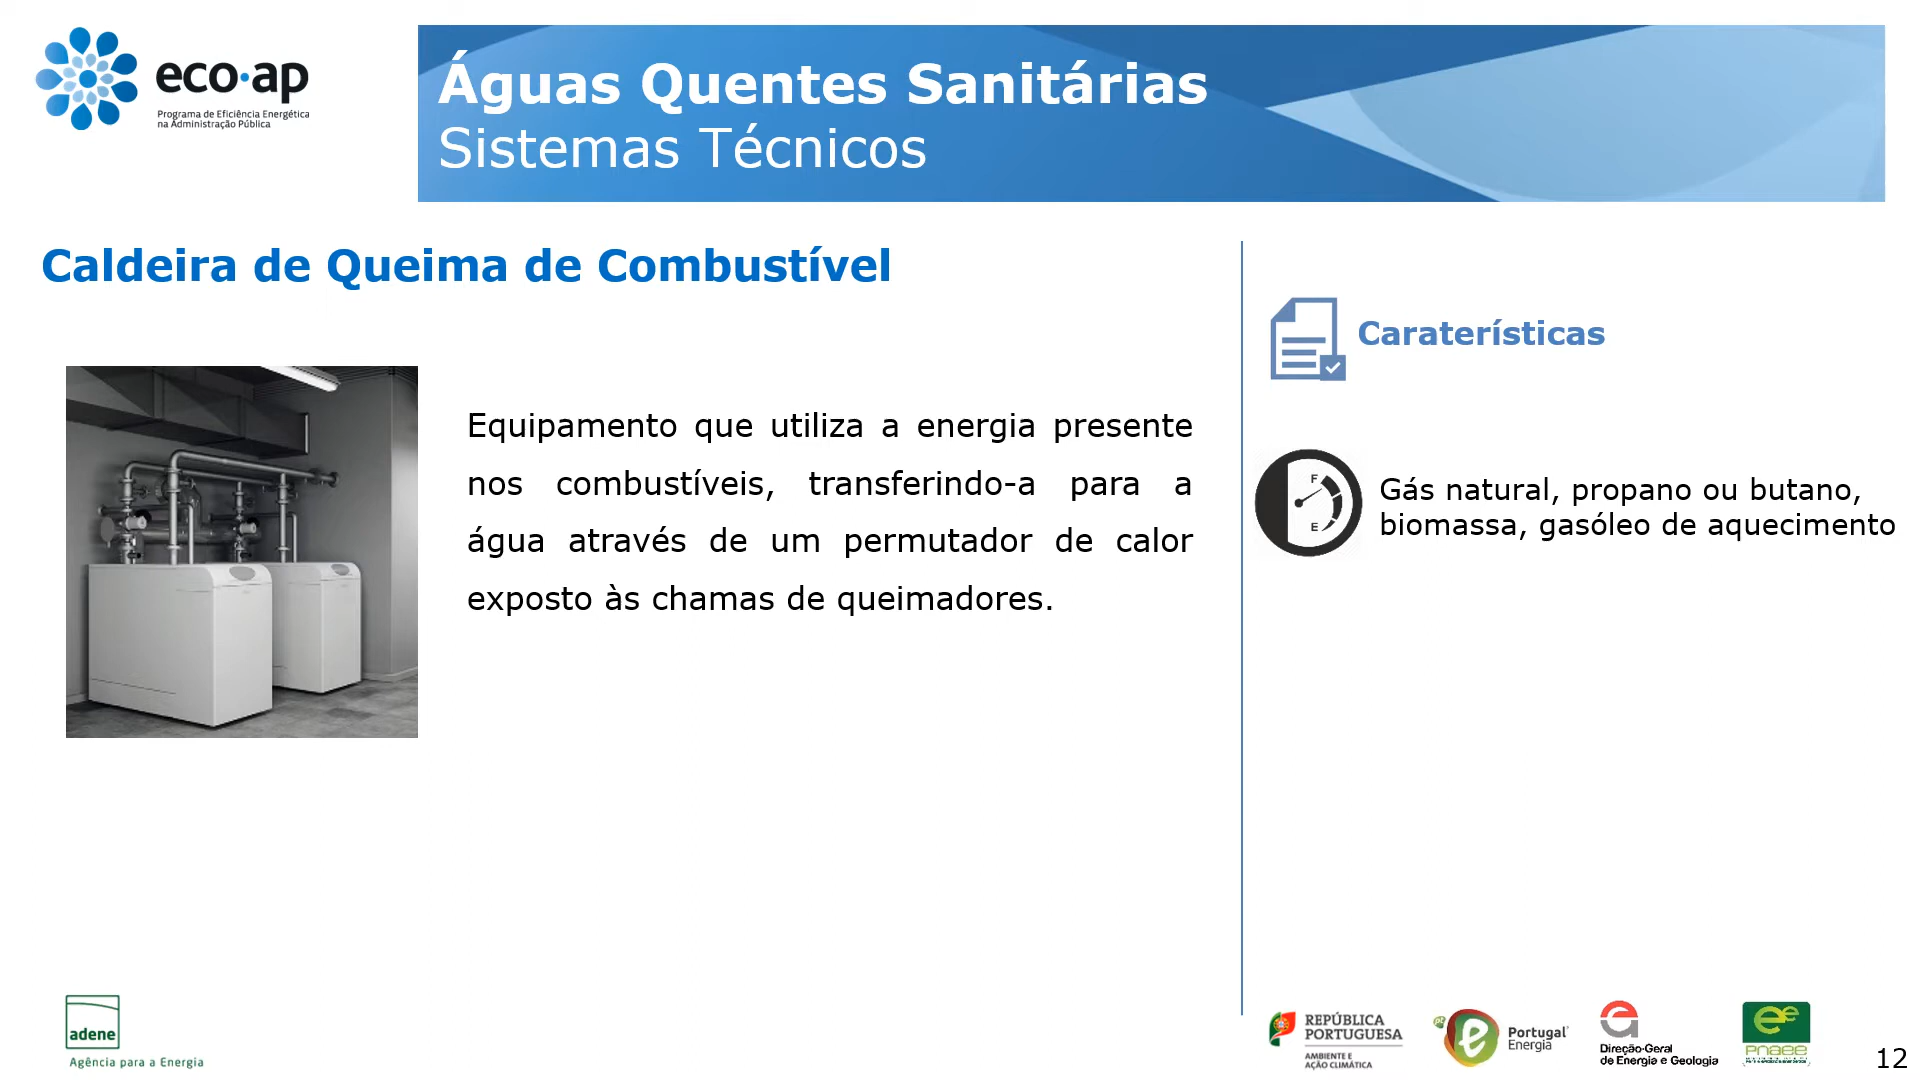 eco·ap
Programa de Eficiência Energética
na Administração Pública
Águas Quentes Sanitárias
Sistemas Técnicos
Caldeira de Queima de Combustível
Equipamento que utiliza a energia presente
nos combustíveis, transferindo-a para a
água através de um permutador de calor
exposto às chamas de queimadores.
Caraterísticas
F
E
Gás natural, propano ou butano,
biomassa, gasóleo de aquecimento
adene
Agência para a Energia
REPÚBLICA
PORTUGUESA
AMBIENTE E
AÇÃO CLIMÁTICA
pt
Portugal
Energia
Direção-Geral
de Energia e Geologia
pnaee
12